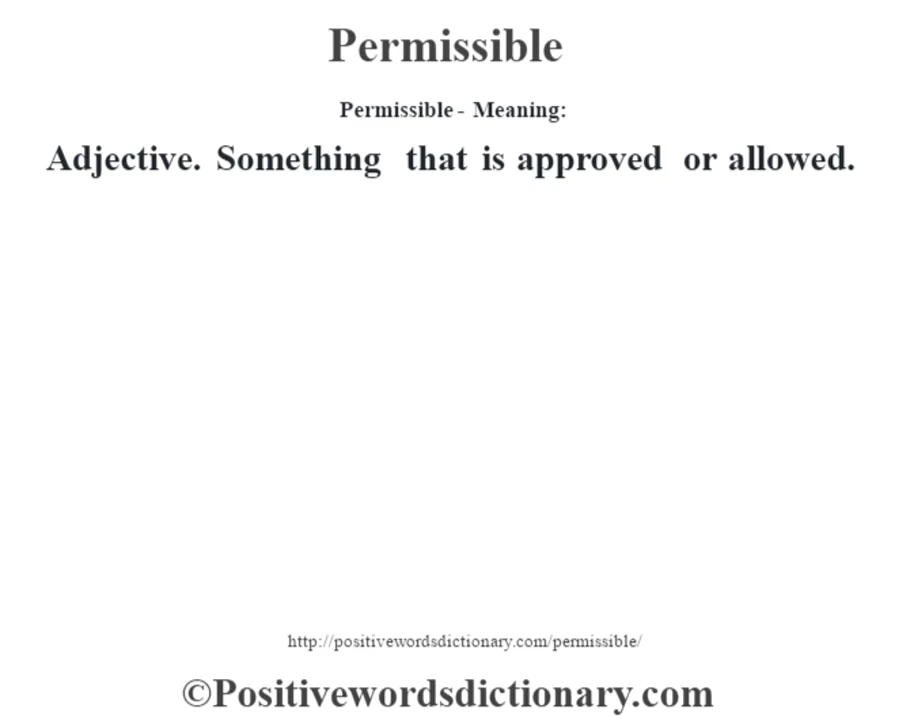 Permissible
Permissible - Meaning:
Adjective. Something that is approved or allowed.
http://positivewordsdictionary.com/permissible/
©Positivewordsdictionary.com